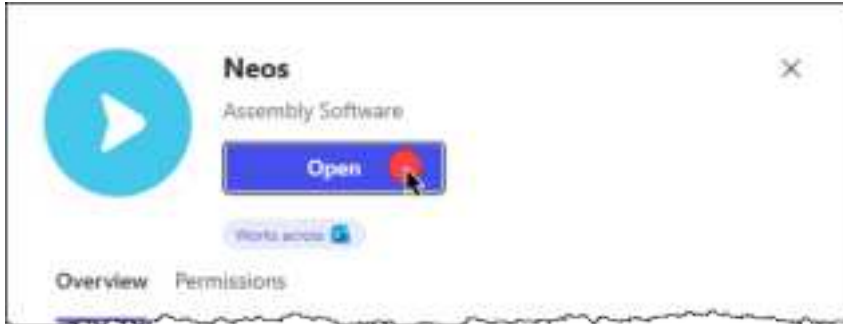 Neos
Assembly Software
Open
Works across
Overview Permissions